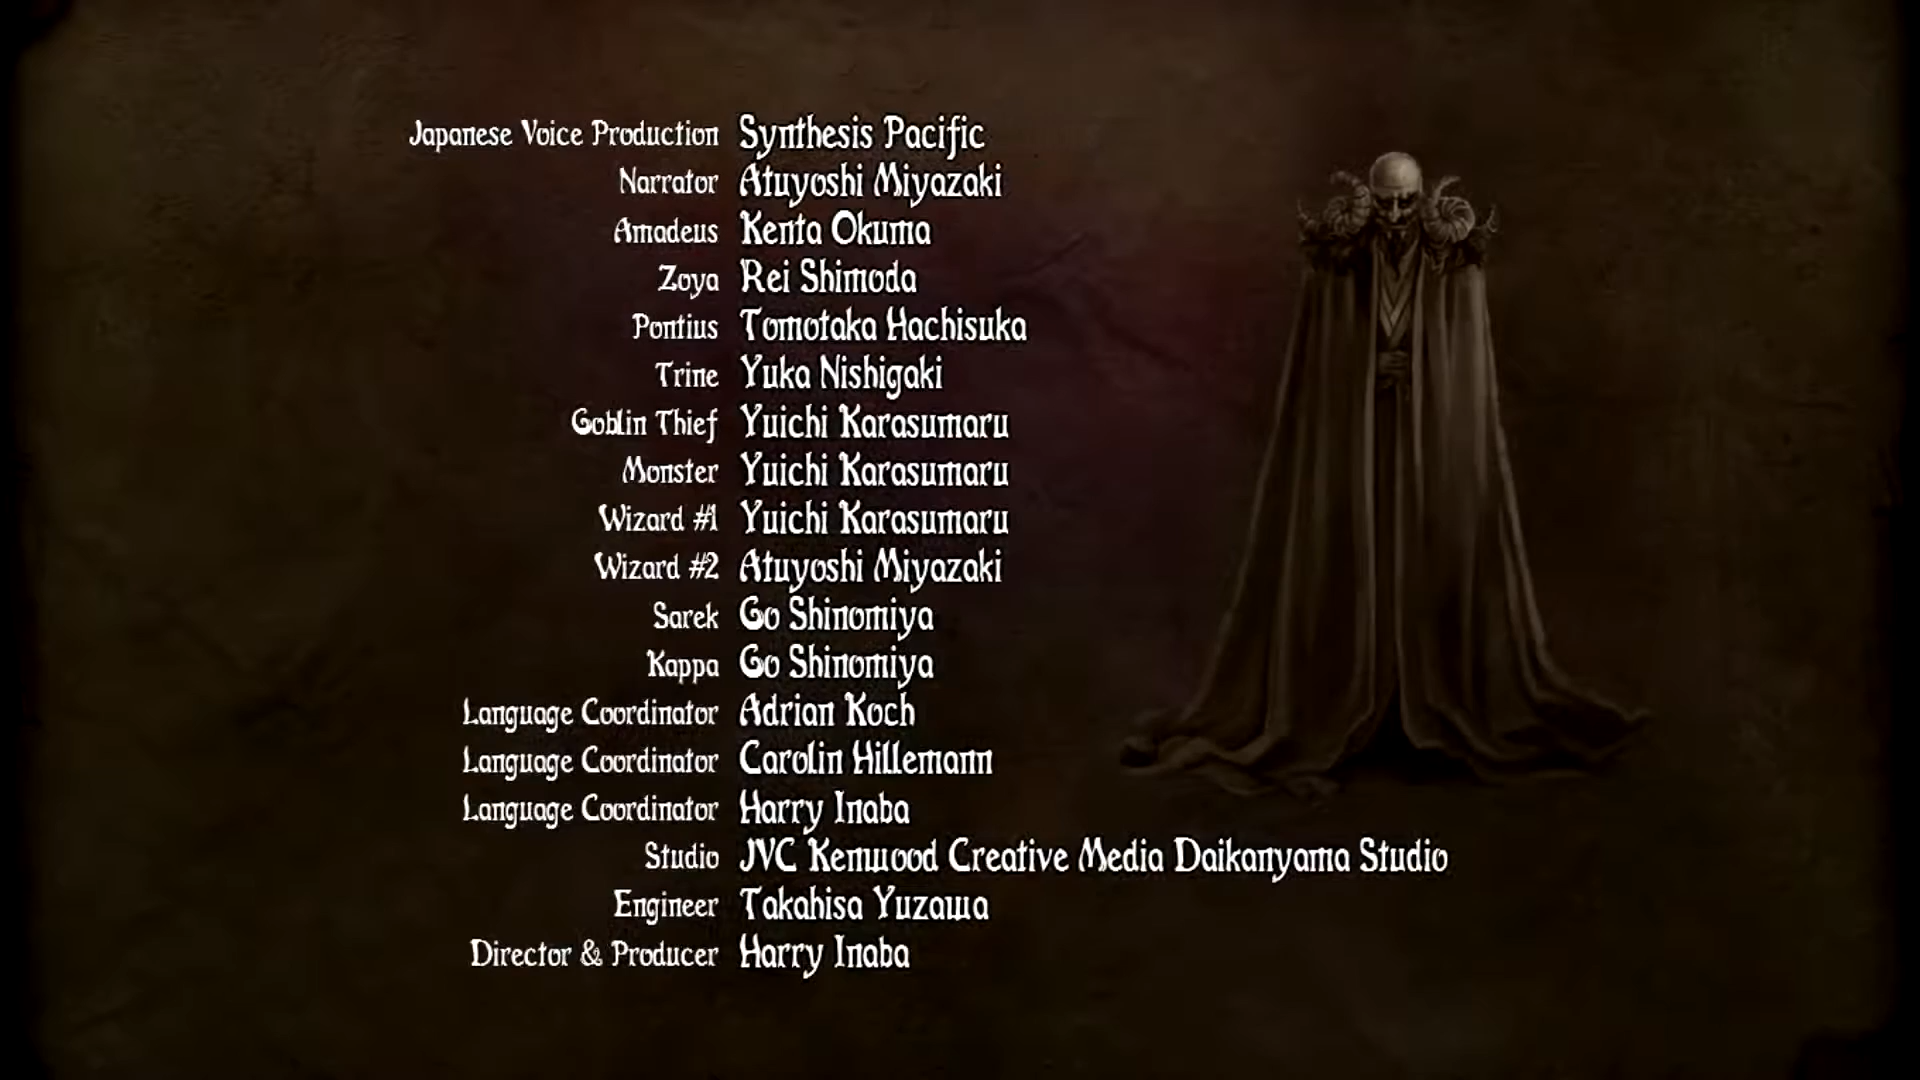 Japanese Voice Production Synthesis Pacific
Narrator Atuyoshi Miyazaki
Amadeus Kenta Okuma
Zoya Rei Shimoda
Pontius Tomotaka Hachisuka
Trine Yuka Nishigaki
Goblin Thief Yuichi Karasumaru
Monster Yuichi Karasumaru
Wizard #1 Yuichi Karasumaru
Wizard #2 Atuyoshi Miyazaki
Sarek Go Shinomiya
Kappa Go Shinomiya
Language Coordinator Adrian Koch
Language Coordinator Carolin Hillemann
Language Coordinator Harry Inaba
Studio JVC Kenwood Creative Media Daikanyama Studio
Engineer Takahisa Yuzawa
Director & Producer Harry Inaba